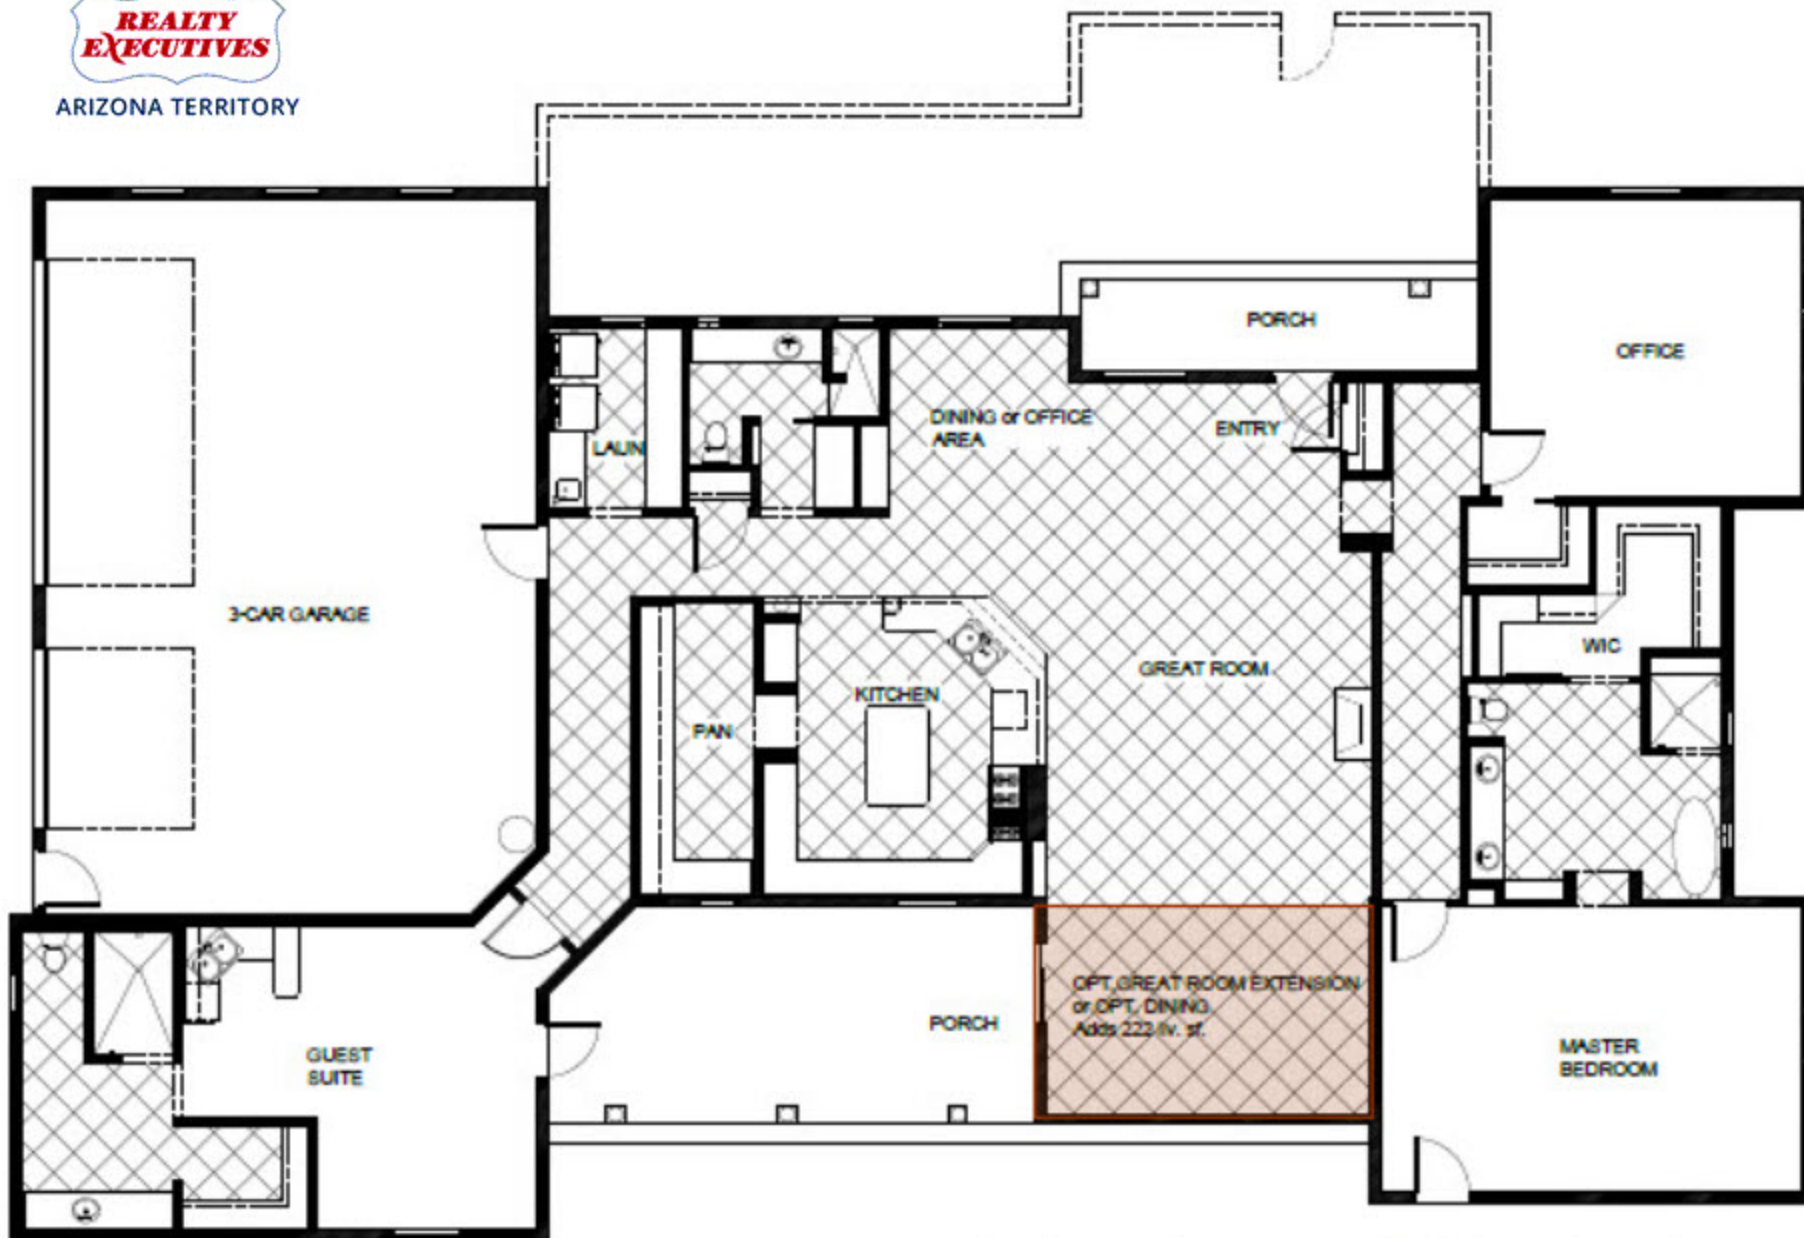 REALTY
EXECUTIVES
ARIZONA TERRITORY
PORCH
OFFICE
DINING or OFFICE
AREA
ENTRY
LAUN
3-CAR GARAGE
WIC
GREAT ROOM
KITCHEN
PAN
OPT. GREAT ROOM EXTENSION
or OPT. DINING.
Adds 222 liv. sf.
PORCH
GUEST
SUITE
MASTER
BEDROOM